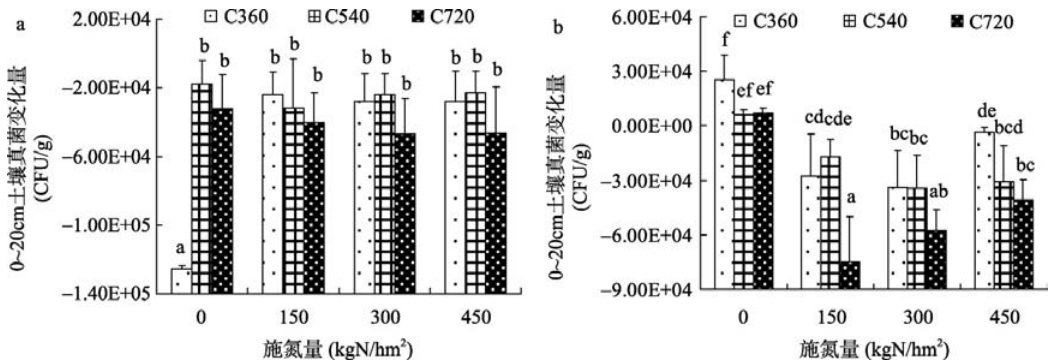 a
C360 C540 C720
2.00E+04
−2.00E+04
−6.00E+04
−1.00E+05
−1.40E+05
0~20cm土壤真菌变化量
(CFU/g)
a b b b b b b b b b b b
0 150 300 450
施氮量 (kgN/hm²)
b
C360 C540 C720
6.00E+04
3.00E+04
0.00E+00
−3.00E+04
−6.00E+04
−9.00E+04
0~20cm土壤真菌变化量
(CFU/g)
f ef ef cd cde a bc bc ab de bcd bc
0 150 300 450
施氮量 (kgN/hm²)